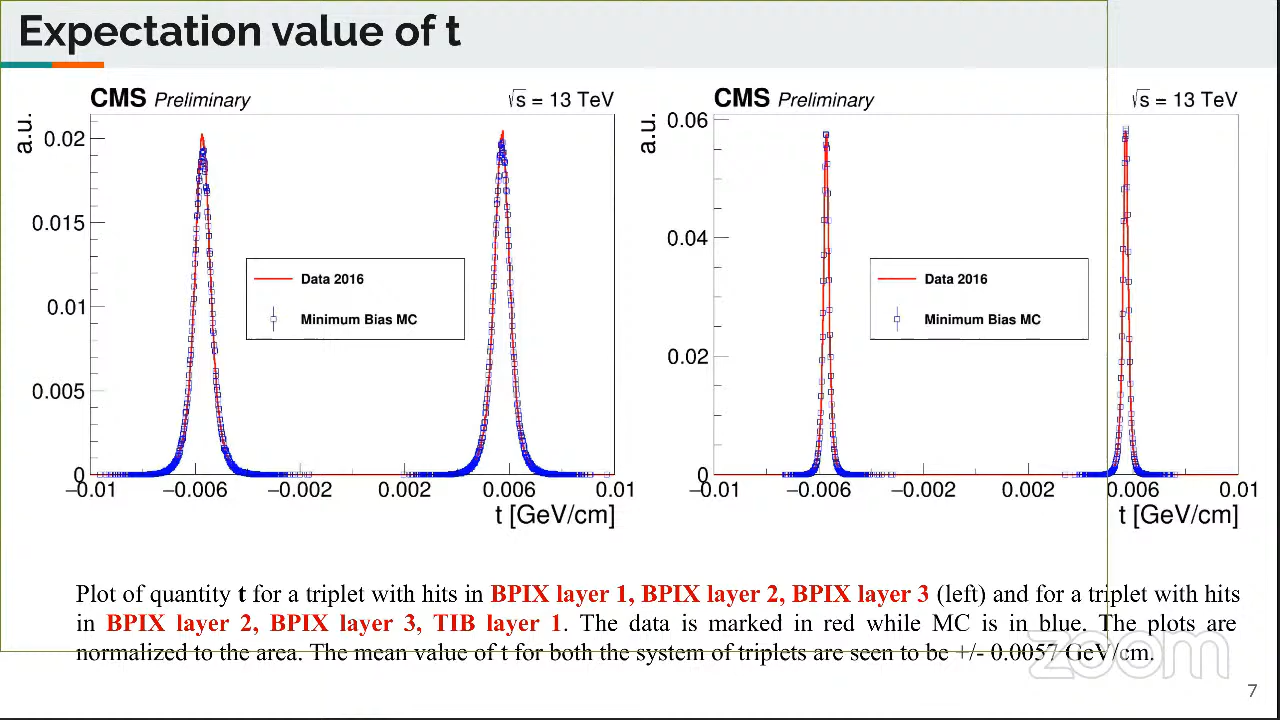 Expectation value of t
CMS Preliminary
√s = 13 TeV
a.u.
0.02
0.015
0.01
0.005
0
Data 2016
Minimum Bias MC
−0.01 −0.006 −0.002 0.002 0.006 0.01
t [GeV/cm]
CMS Preliminary
√s = 13 TeV
a.u.
0.06
0.04
0.02
0
Data 2016
Minimum Bias MC
−0.01 −0.006 −0.002 0.002 0.006 0.01
t [GeV/cm]
Plot of quantity t for a triplet with hits in BPIX layer 1, BPIX layer 2, BPIX layer 3 (left) and for a triplet with hits
in BPIX layer 2, BPIX layer 3, TIB layer 1. The data is marked in red while MC is in blue. The plots are
normalized to the area. The mean value of t for both the system of triplets are seen to be +/- 0.0057 GeV/cm.
zoom
7